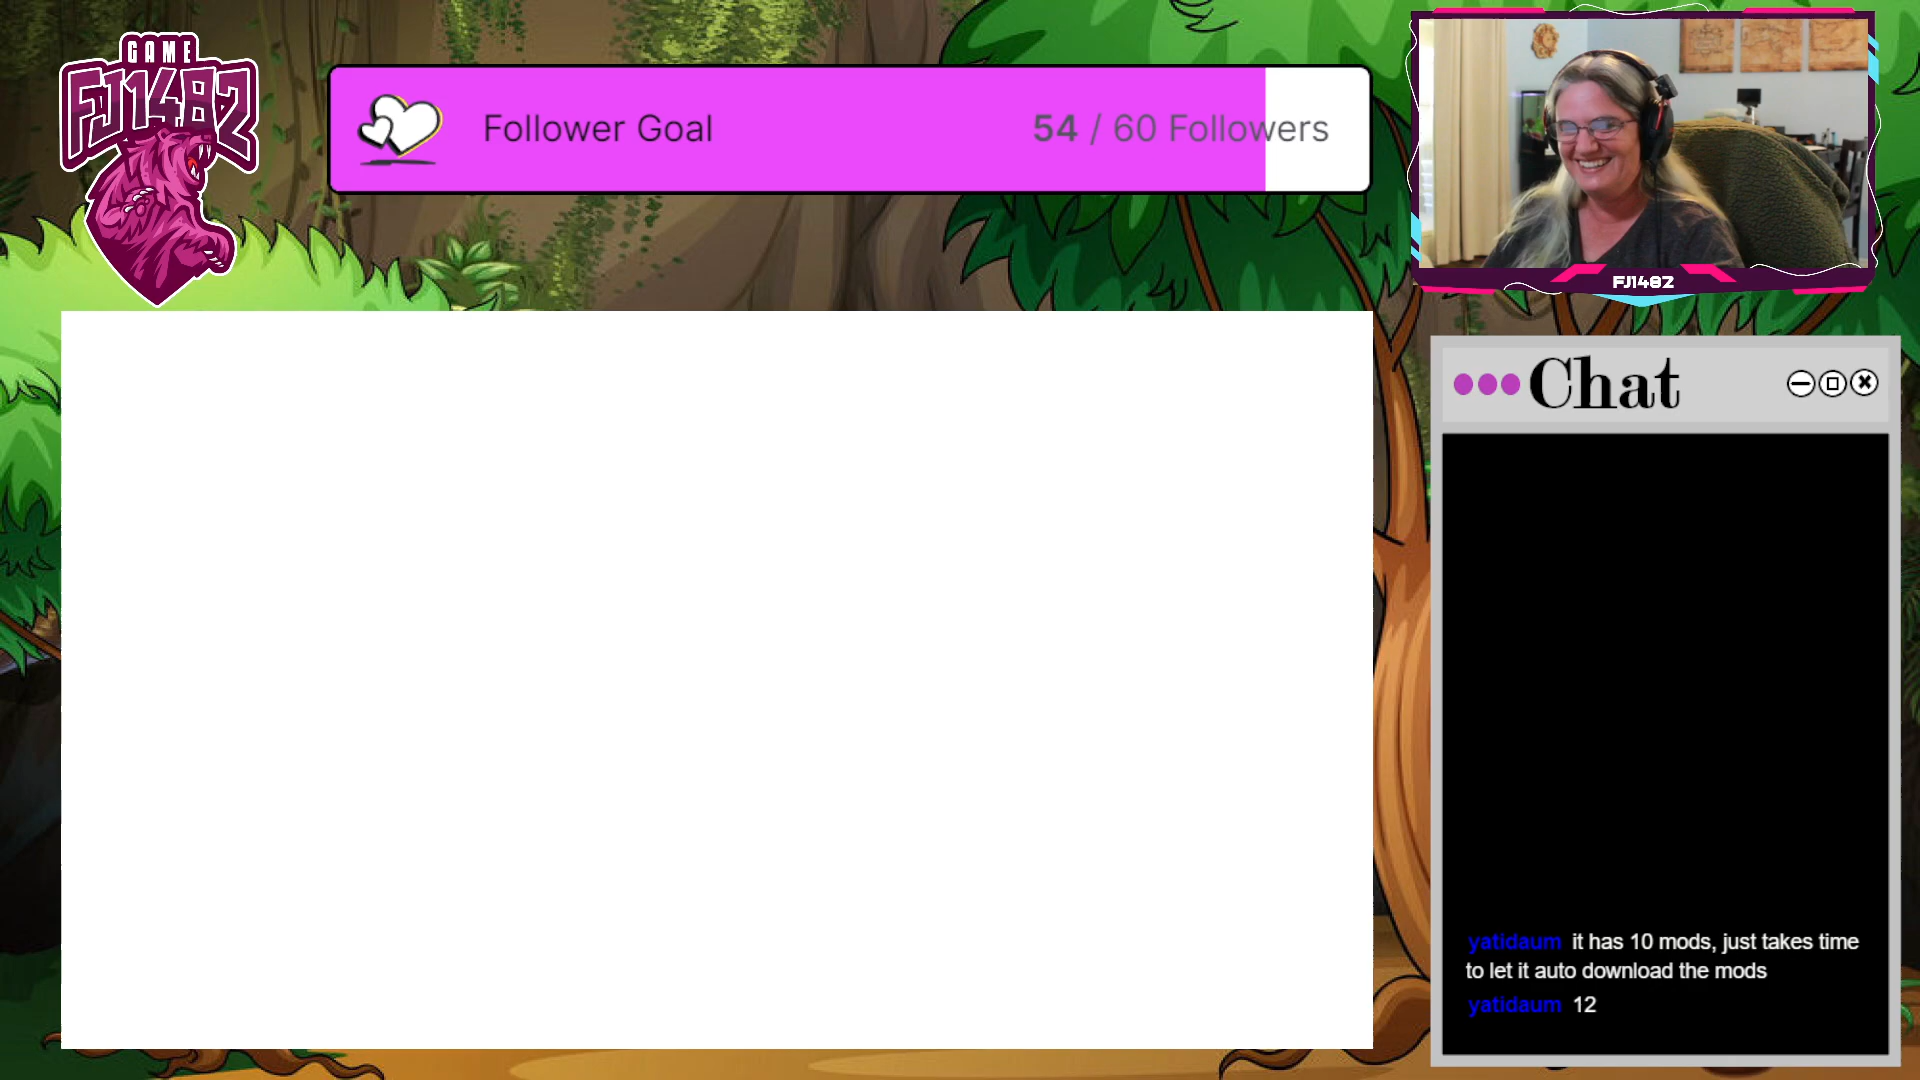 GAME
FJ1482
Follower Goal
54 / 60 Followers
FJ1482
Chat
yatidaum it has 10 mods, just takes time
to let it auto download the mods
yatidaum 12